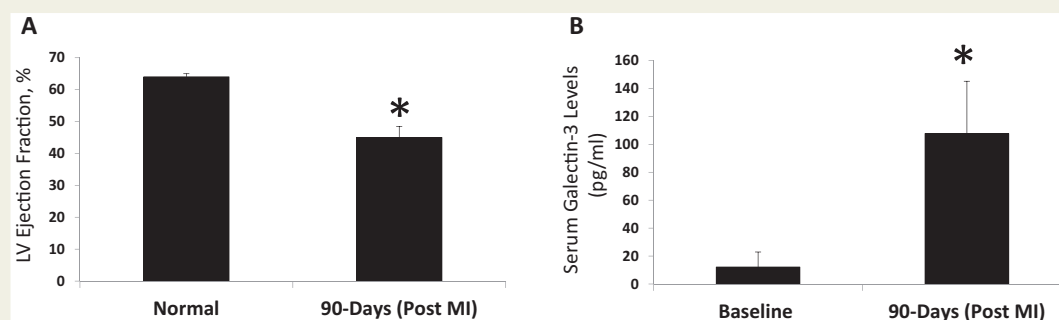 A
LV Ejection Fraction, %
70
60
50
40
30
20
10
0
*
Normal
90-Days (Post MI)
B
Serum Galectin-3 Levels
(pg/ml)
160
140
120
100
80
60
40
20
0
*
Baseline
90-Days (Post MI)